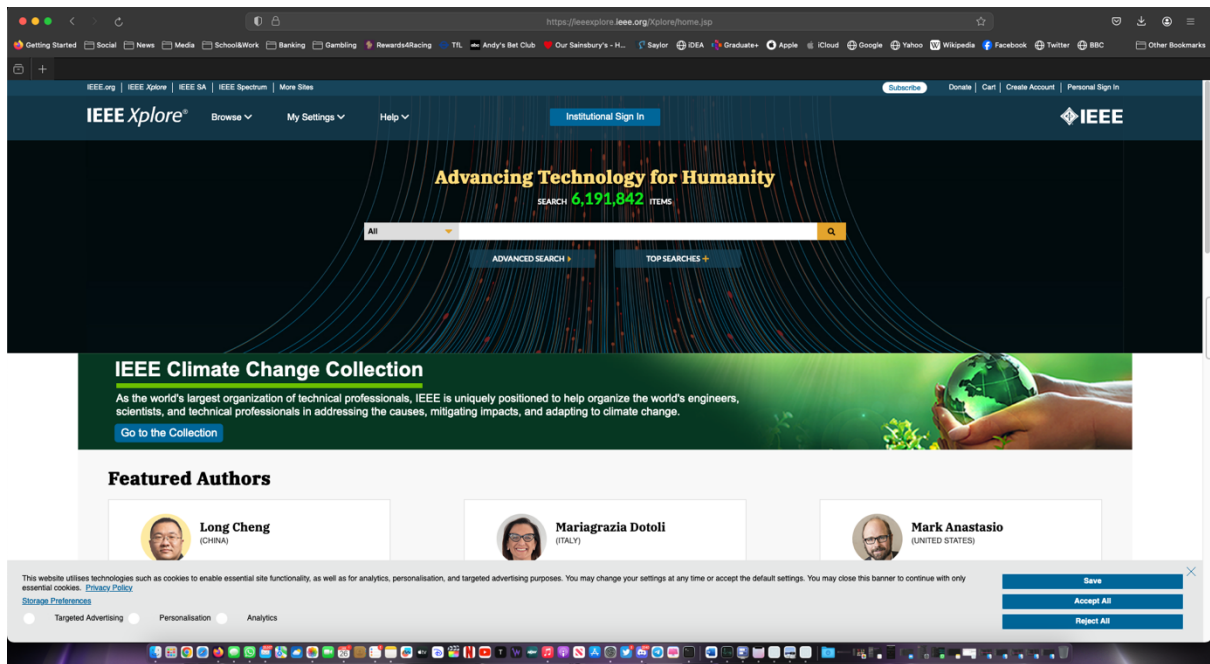 https://ieeexplore.ieee.org/Xplore/home.jsp
Getting Started Social News Media School&Work Banking Gambling Rewards4Racing TfL Andy's Bet Club Our Sainsbury's - H... Saylor iDEA Graduate+ Apple iCloud Google Yahoo Wikipedia Facebook Twitter BBC Other Bookmarks
IEEE.org | IEEE Xplore | IEEE SA | IEEE Spectrum | More Sites Subscribe Donate | Cart | Create Account | Personal Sign In
IEEE Xplore® Browse My Settings Help Institutional Sign In IEEE
Advancing Technology for Humanity
SEARCH 6,191,842 ITEMS
All
ADVANCED SEARCH TOP SEARCHES +
IEEE Climate Change Collection
As the world's largest organization of technical professionals, IEEE is uniquely positioned to help organize the world's engineers,
scientists, and technical professionals in addressing the causes, mitigating impacts, and adapting to climate change.
Go to the Collection
Featured Authors
Long Cheng Mariagrazia Dotoli Mark Anastasio
(CHINA) (ITALY) (UNITED STATES)
This website utilises technologies such as cookies to enable essential site functionality, as well as for analytics, personalisation, and targeted advertising purposes. You may change your settings at any time or accept the default settings. You may close this banner to continue with only
essential cookies. Privacy Policy
Storage Preferences
Targeted Advertising Personalisation Analytics
Save
Accept All
Reject All